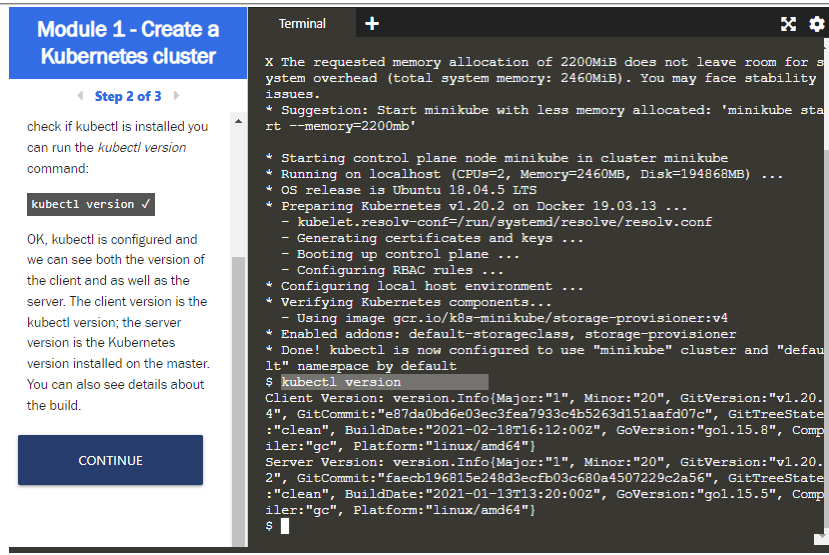 Module 1 - Create a
Kubernetes cluster
Step 2 of 3
check if kubectl is installed you
can run the kubectl version
command:
kubectl version ✓
OK, kubectl is configured and
we can see both the version of
the client and as well as the
server. The client version is the
kubectl version; the server
version is the Kubernetes
version installed on the master.
You can also see details about
the build.
CONTINUE
Terminal +
X The requested memory allocation of 2200MiB does not leave room for s
ystem overhead (total system memory: 2460MiB). You may face stability
issues.
* Suggestion: Start minikube with less memory allocated: 'minikube sta
rt --memory=2200mb'
* Starting control plane node minikube in cluster minikube
* Running on localhost (CPUs=2, Memory=2460MB, Disk=194868MB) ...
* OS release is Ubuntu 18.04.5 LTS
* Preparing Kubernetes v1.20.2 on Docker 19.03.13 ...
- kubelet.resolv-conf=/run/systemd/resolve/resolv.conf
- Generating certificates and keys ...
- Booting up control plane ...
- Configuring RBAC rules ...
* Configuring local host environment ...
* Verifying Kubernetes components...
- Using image gcr.io/k8s-minikube/storage-provisioner:v4
* Enabled addons: default-storageclass, storage-provisioner
* Done! kubectl is now configured to use "minikube" cluster and "defau
lt" namespace by default
$ kubectl version
Client Version: version.Info{Major:"1", Minor:"20", GitVersion:"v1.20.
4", GitCommit:"e87da0bd6e03ec3fea7933c4b5263d151aafd07c", GitTreeState
:"clean", BuildDate:"2021-02-18T16:12:00Z", GoVersion:"go1.15.8", Comp
iler:"gc", Platform:"linux/amd64"}
Server Version: version.Info{Major:"1", Minor:"20", GitVersion:"v1.20.
2", GitCommit:"faecb196815e248d3ecfb03c680a4507229c2a56", GitTreeState
:"clean", BuildDate:"2021-01-13T13:20:00Z", GoVersion:"go1.15.5", Comp
iler:"gc", Platform:"linux/amd64"}
$